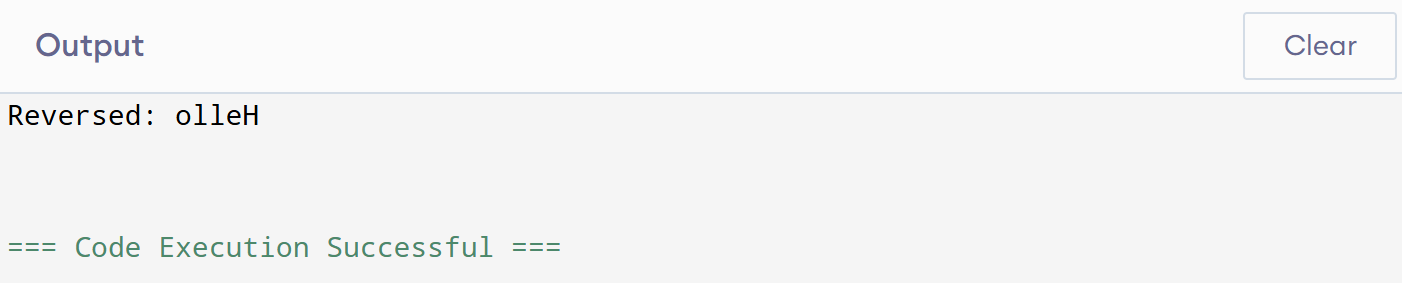 Output
Clear
Reversed: olleH
=== Code Execution Successful ===